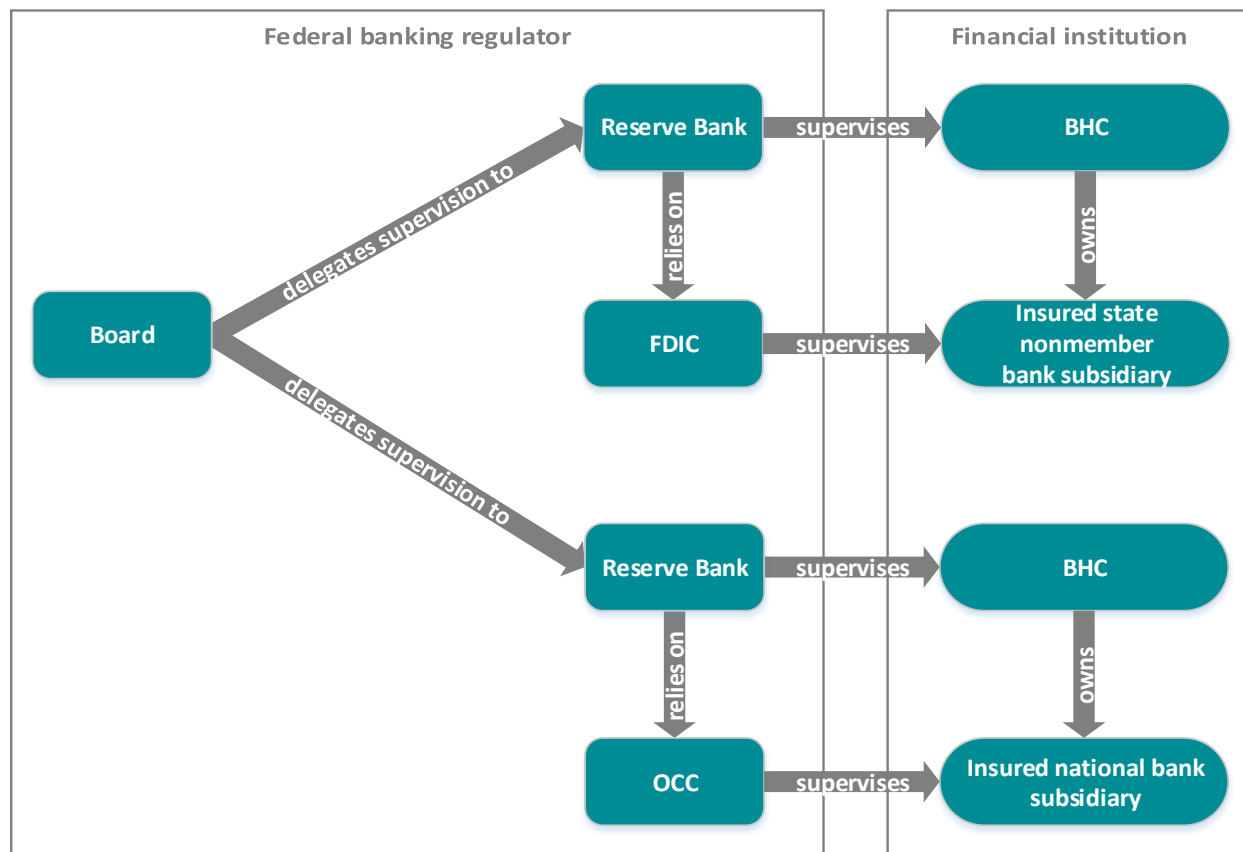 Federal banking regulator
Financial institution
Reserve Bank
supervises
BHC
delegates supervision to
relies on
owns
Board
FDIC
supervises
Insured state
nonmember
bank subsidiary
delegates supervision to
Reserve Bank
supervises
BHC
relies on
owns
OCC
supervises
Insured national bank
subsidiary